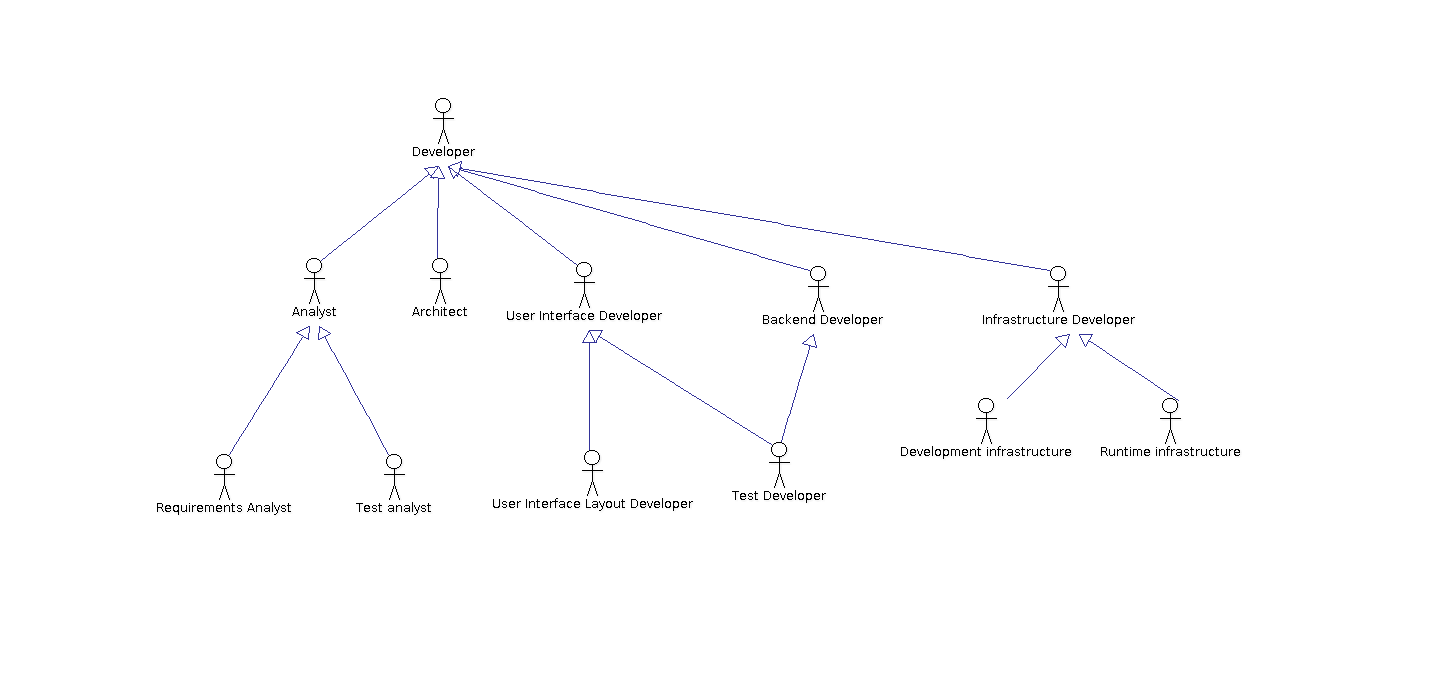 Developer
Analyst
Architect
User Interface Developer
Backend Developer
Infrastructure Developer
Development infrastructure
Runtime infrastructure
Requirements Analyst
Test analyst
User Interface Layout Developer
Test Developer